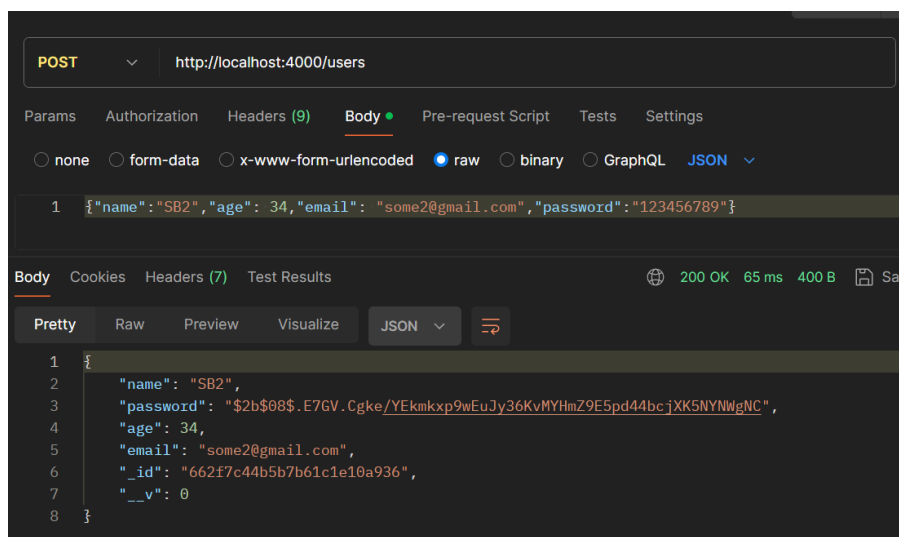 POST http://localhost:4000/users
Params Authorization Headers (9) Body Pre-request Script Tests Settings
none form-data x-www-form-urlencoded raw binary GraphQL JSON
1 {"name":"SB2","age": 34,"email": "some2@gmail.com","password":"123456789"}
Body Cookies Headers (7) Test Results 200 OK 65 ms 400 B Sa
Pretty Raw Preview Visualize JSON
1 {
2 "name": "SB2",
3 "password": "$2b$08$.E7GV.Cgke/YEkmkxp9wEuJy36KvMYHmZ9E5pd44bcjXK5NYNWgNC",
4 "age": 34,
5 "email": "some2@gmail.com",
6 "_id": "662f7c44b5b7b61c1e10a936",
7 "__v": 0
8 }